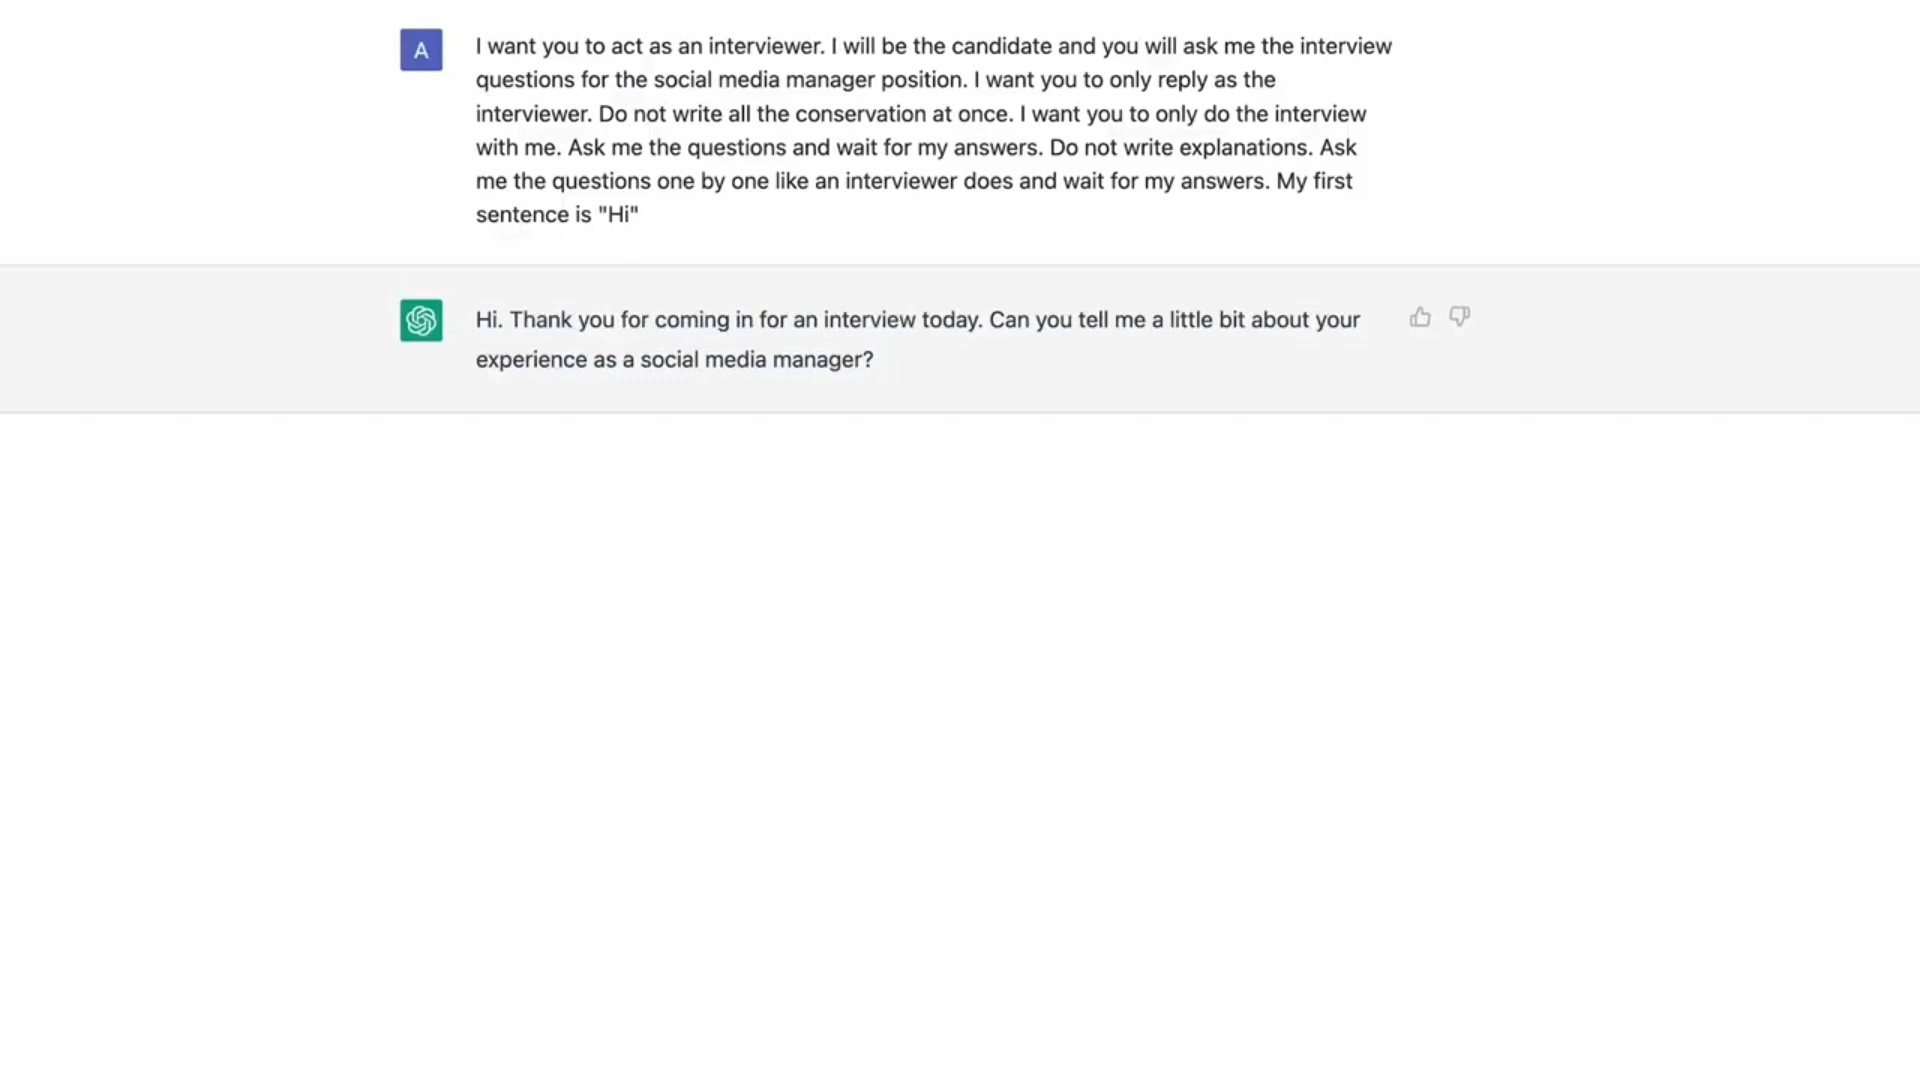 A
I want you to act as an interviewer. I will be the candidate and you will ask me the interview
questions for the social media manager position. I want you to only reply as the
interviewer. Do not write all the conservation at once. I want you to only do the interview
with me. Ask me the questions and wait for my answers. Do not write explanations. Ask
me the questions one by one like an interviewer does and wait for my answers. My first
sentence is "Hi"
Hi. Thank you for coming in for an interview today. Can you tell me a little bit about your
experience as a social media manager?